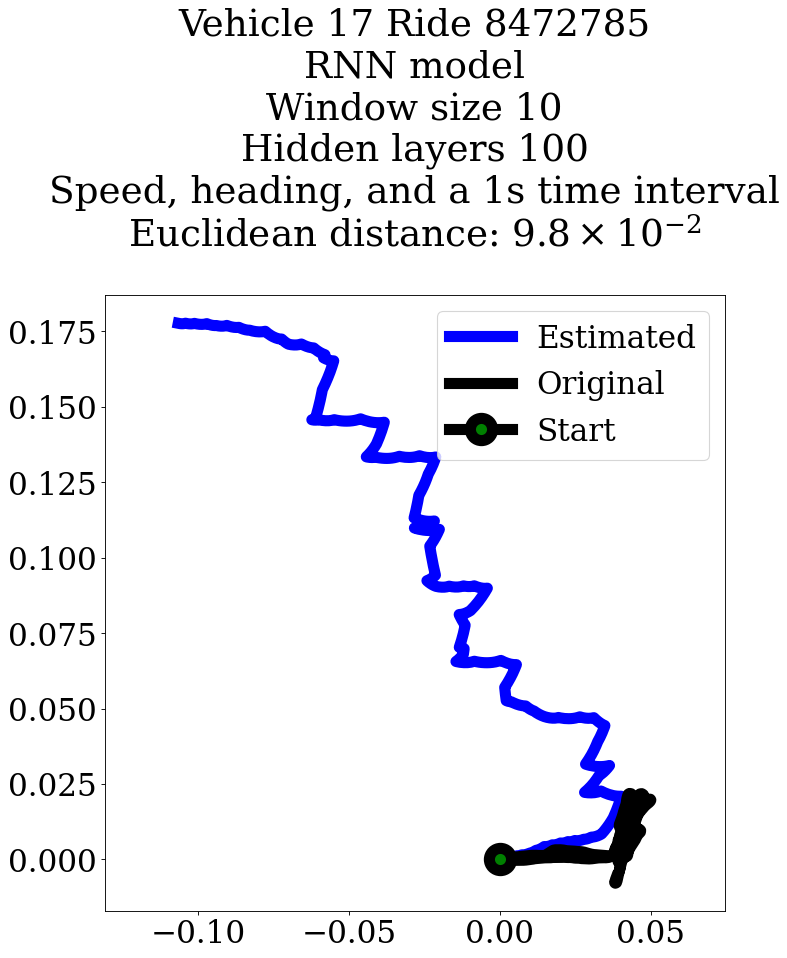 Vehicle 17 Ride 8472785
RNN model
Window size 10
Hidden layers 100
Speed, heading, and a 1s time interval
Euclidean distance: 9.8 × 10⁻²
Estimated
Original
Start
0.175
0.150
0.125
0.100
0.075
0.050
0.025
0.000
−0.10 −0.05 0.00 0.05